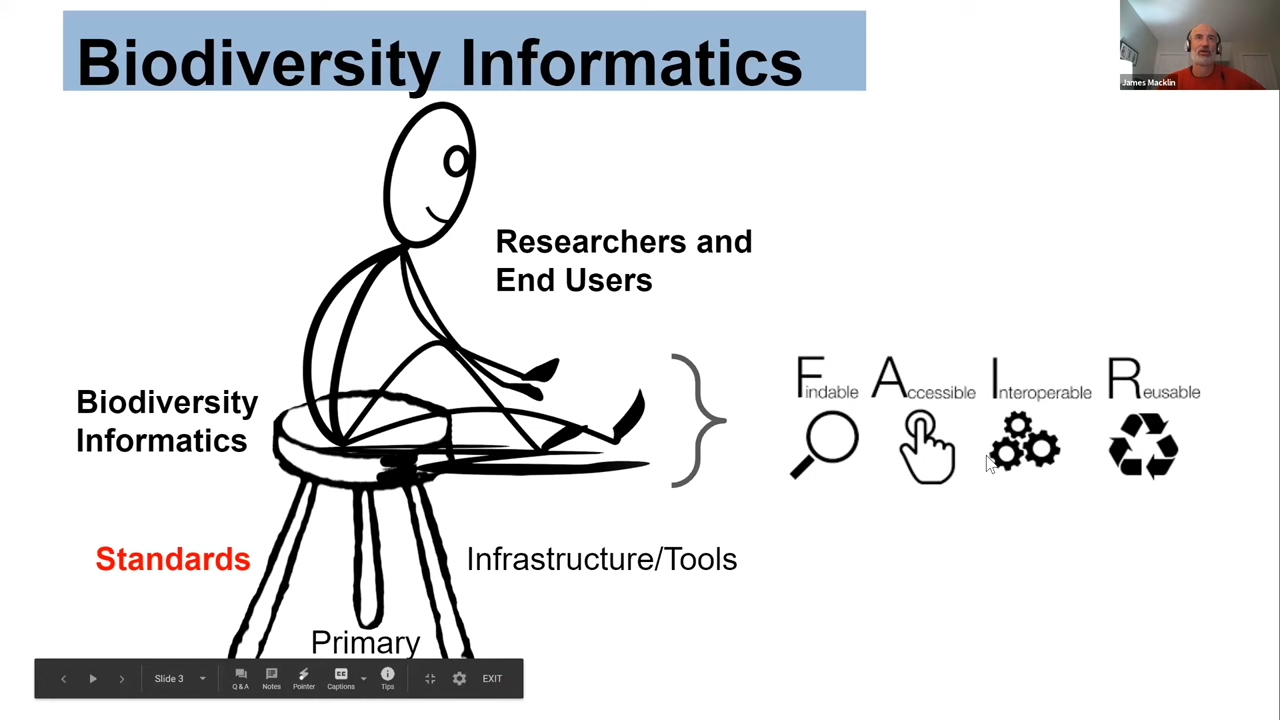 Biodiversity Informatics
James Macklin
Researchers and
End Users
Findable Accessible Interoperable Reusable
Biodiversity
Informatics
Standards
Infrastructure/Tools
Primary
Slide 3
Q & A
Notes
Pointer
CC
Captions
Tips
EXIT